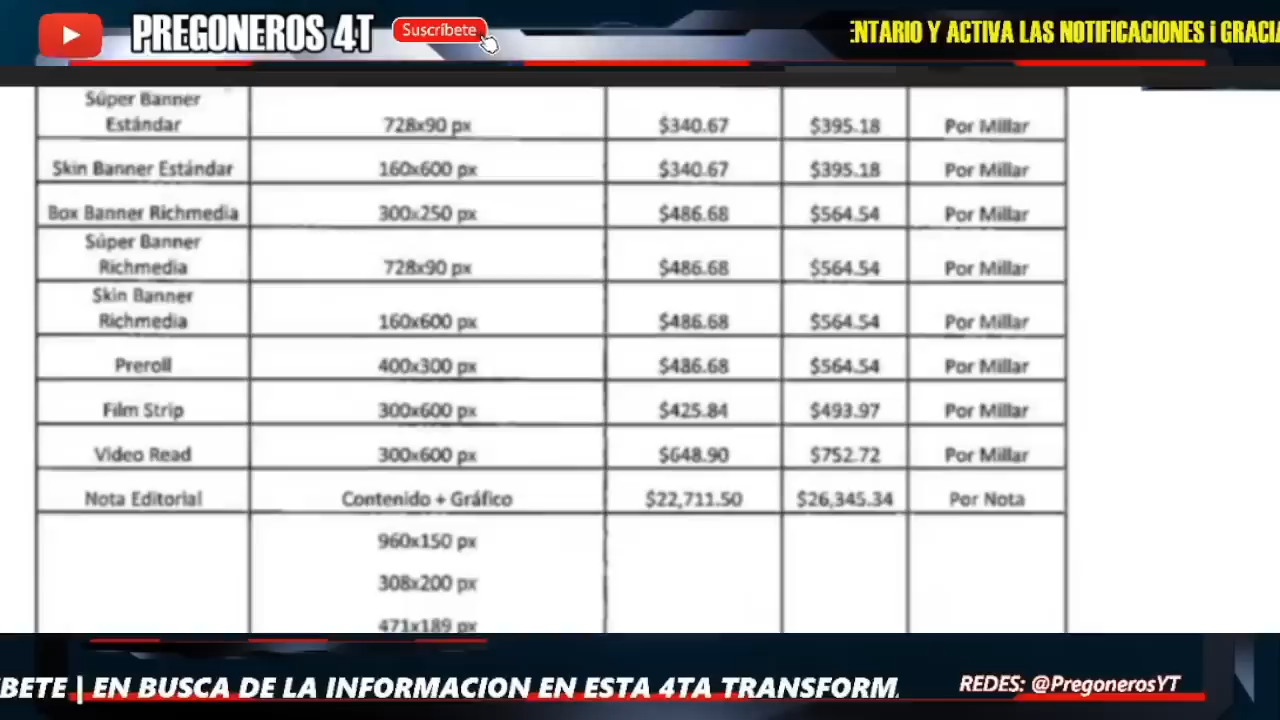 PREGONEROS 4T
Suscríbete
ENTARIO Y ACTIVA LAS NOTIFICACIONES ¡ GRACIA
Súper Banner
Estándar 728x90 px $340.67 $395.18 Por Millar
Skin Banner Estándar 160x600 px $340.67 $395.18 Por Millar
Box Banner Richmedia 300x250 px $486.68 $564.54 Por Millar
Súper Banner
Richmedia 728x90 px $486.68 $564.54 Por Millar
Skin Banner
Richmedia 160x600 px $486.68 $564.54 Por Millar
Preroll 400x300 px $486.68 $564.54 Por Millar
Film Strip 300x600 px $425.84 $493.97 Por Millar
Video Read 300x600 px $648.90 $752.72 Por Millar
Nota Editorial Contenido + Gráfico $22,711.50 $26,345.34 Por Nota
960x150 px
308x200 px
471x189 px
BETE | EN BUSCA DE LA INFORMACION EN ESTA 4TA TRANSFORM
REDES: @PregonerosYT